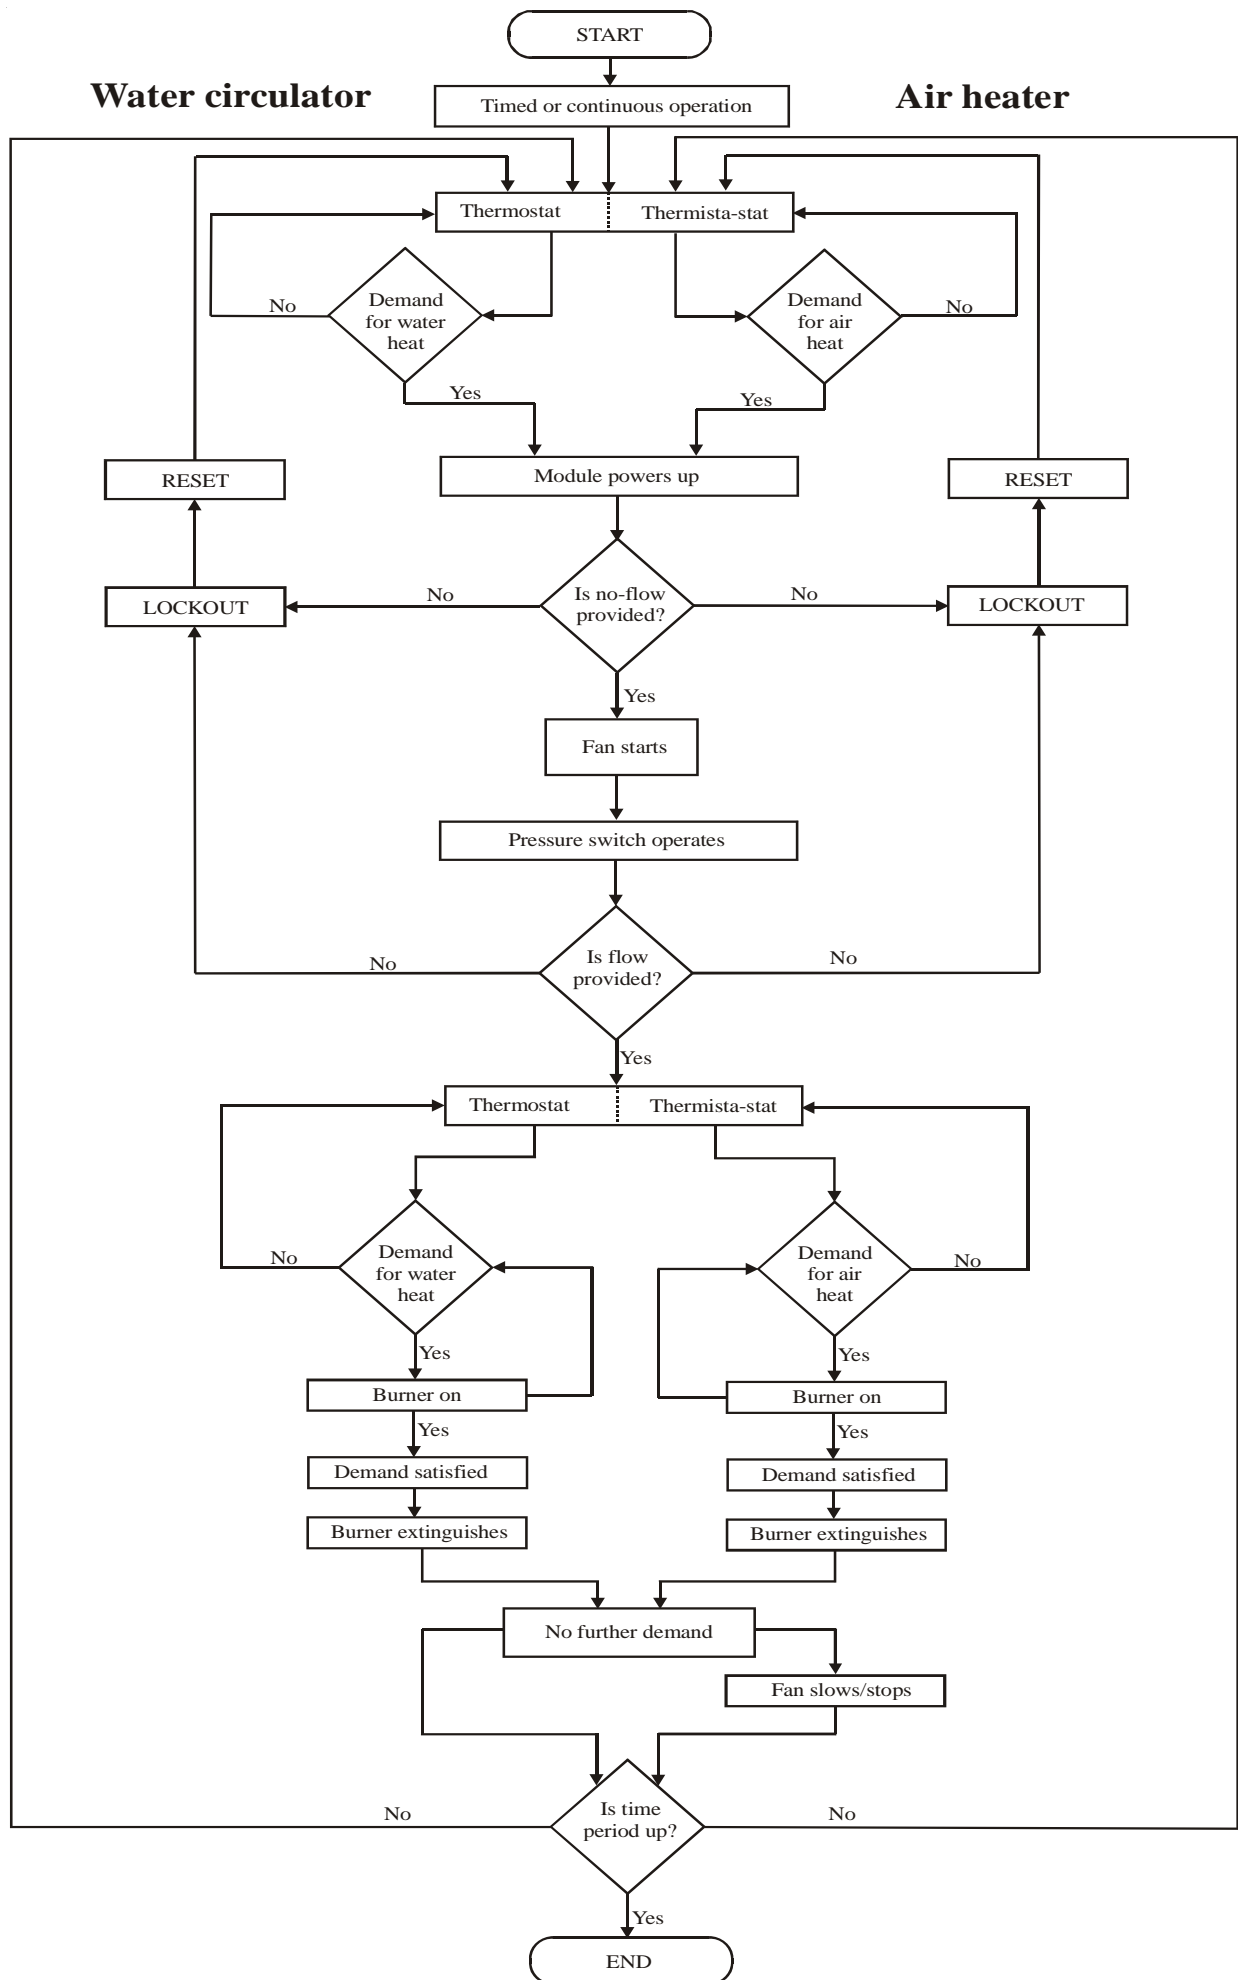 START
Water circulator
Timed or continuous operation
Air heater
Thermostat
Thermista-stat
Demand
for water
heat
No
Demand
for air
heat
No
Yes
Yes
Module powers up
RESET
RESET
Is no-flow
provided?
No
No
LOCKOUT
LOCKOUT
Yes
Fan starts
Pressure switch operates
Is flow
provided?
No
No
Yes
Thermostat
Thermista-stat
Demand
for water
heat
No
Demand
for air
heat
No
Yes
Yes
Burner on
Burner on
Yes
Yes
Demand satisfied
Demand satisfied
Burner extinguishes
Burner extinguishes
No further demand
Fan slows/stops
Is time
period up?
No
No
Yes
END